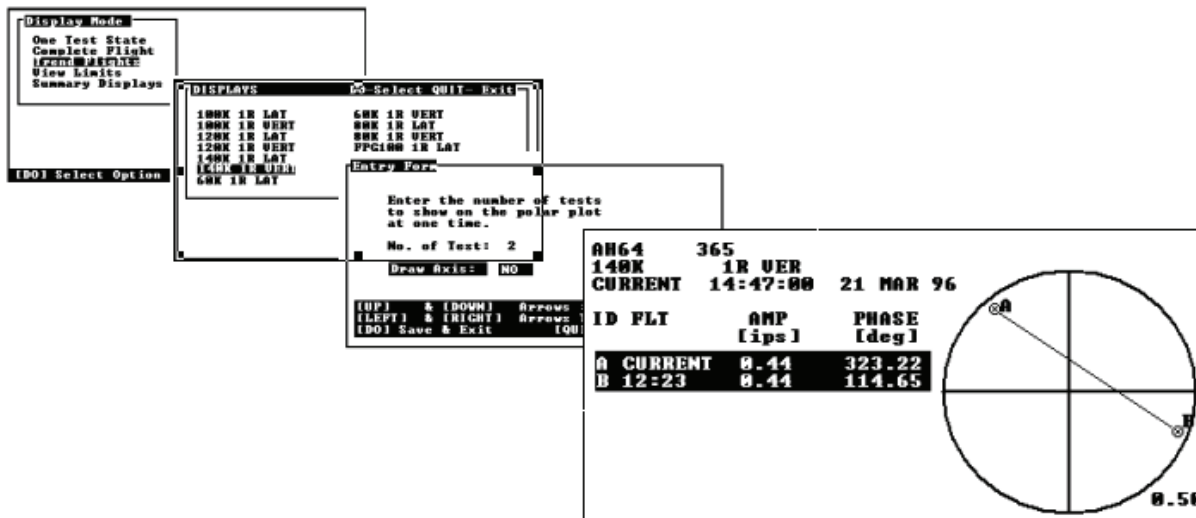 Display Mode
One Test State
Complete Flight
Trend Flights
View Limits
Summary Displays
[DO] Select Option
DISPLAYS DO-Select QUIT- Exit
100K 1R LAT 60K 1R VERT
100K 1R VERT 80K 1R LAT
120K 1R LAT 80K 1R VERT
120K 1R VERT FPG100 1R LAT
140K 1R LAT
140K 1R VERT
60K 1R LAT
Entry Form
Enter the number of tests
to show on the polar plot
at one time.
No. of Test: 2
Draw Axis: NO
[UP] & [DOWN] Arrows
[LEFT] & [RIGHT] Arrows
[DO] Save & Exit [QU
AH64 365
140K 1R VER
CURRENT 14:47:00 21 MAR 96
ID FLT AMP PHASE
[ips] [deg]
A CURRENT 0.44 323.22
B 12:23 0.44 114.65
A
B
0.50